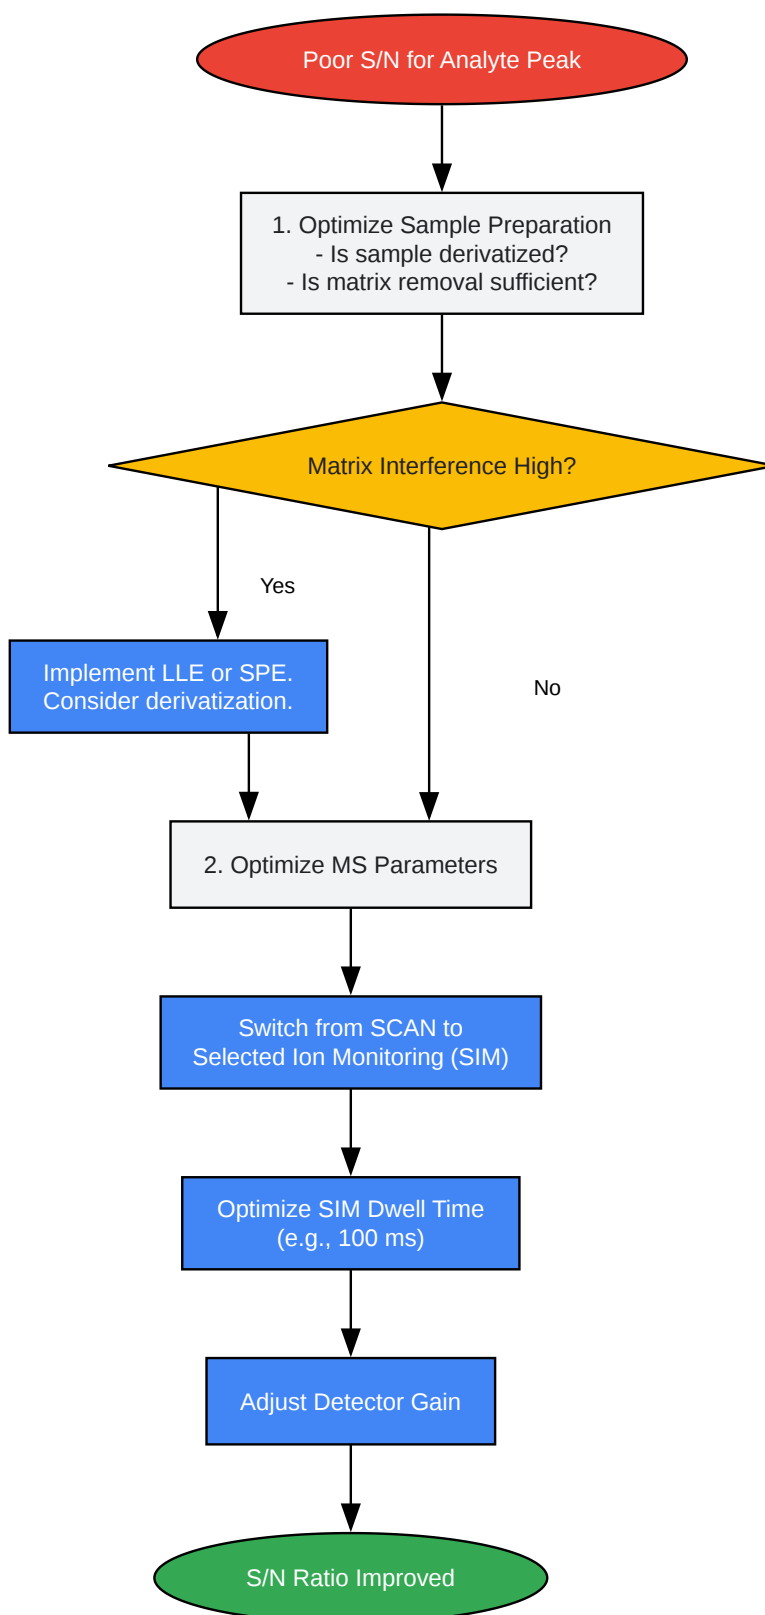 Poor S/N for Analyte Peak
1. Optimize Sample Preparation
- Is sample derivatized?
- Is matrix removal sufficient?
Matrix Interference High?
Yes
Implement LLE or SPE.
Consider derivatization.
No
2. Optimize MS Parameters
Switch from SCAN to
Selected Ion Monitoring (SIM)
Optimize SIM Dwell Time
(e.g., 100 ms)
Adjust Detector Gain
S/N Ratio Improved